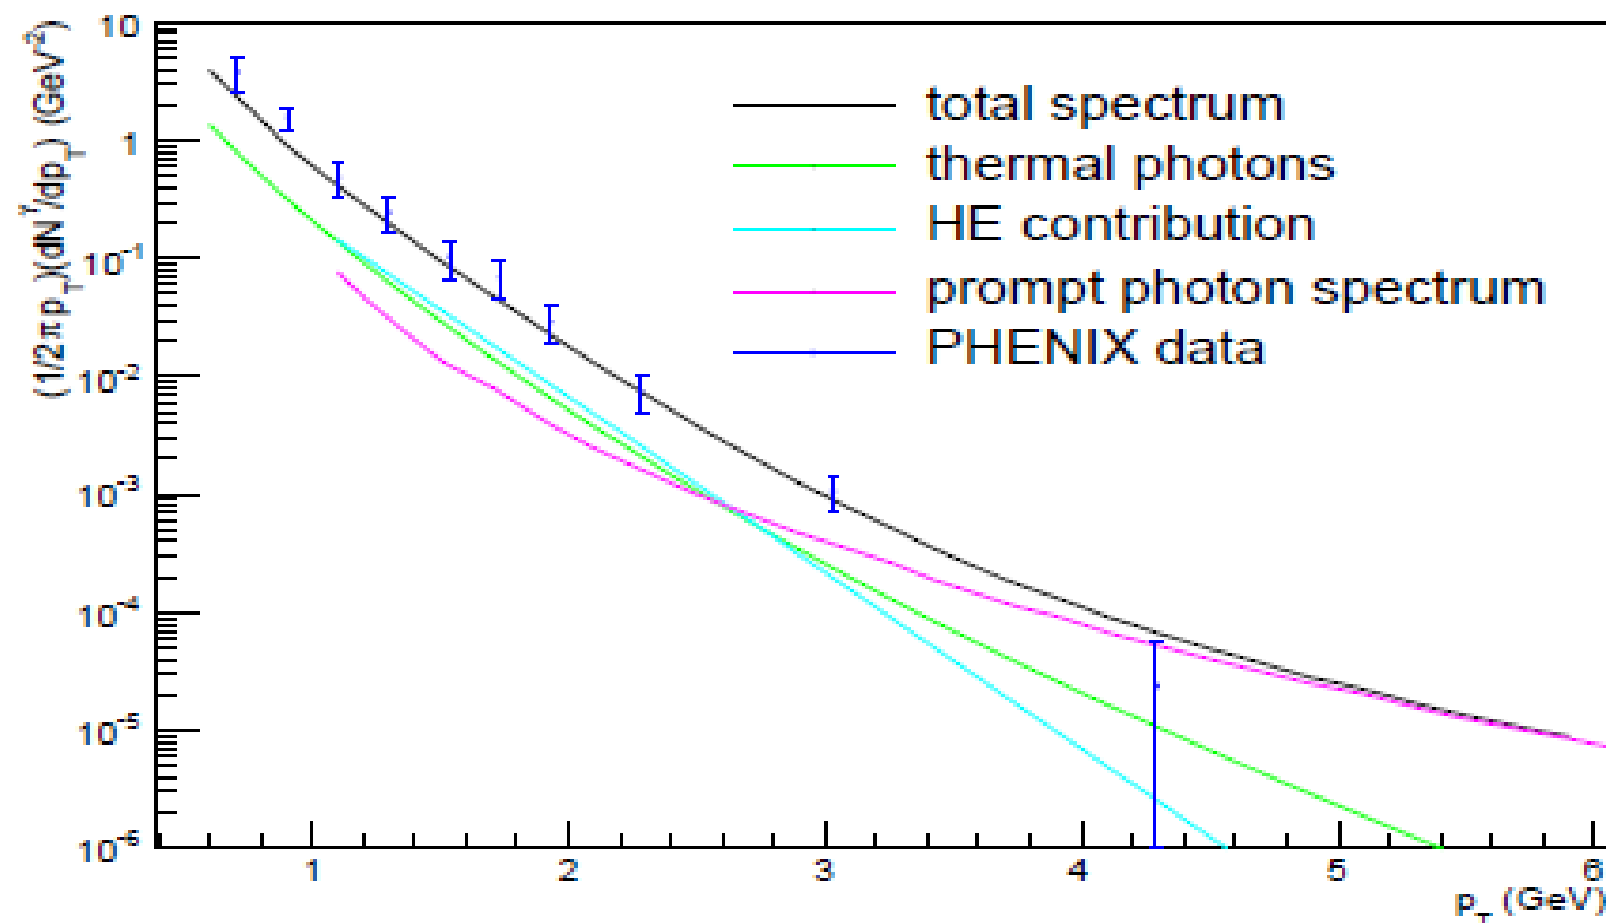 (1/2πp_T)(dN^γ/dp_T) (GeV^-2)
10
1
10^-1
10^-2
10^-3
10^-4
10^-5
10^-6
total spectrum
thermal photons
HE contribution
prompt photon spectrum
PHENIX data
1 2 3 4 5 6
p_T (GeV)